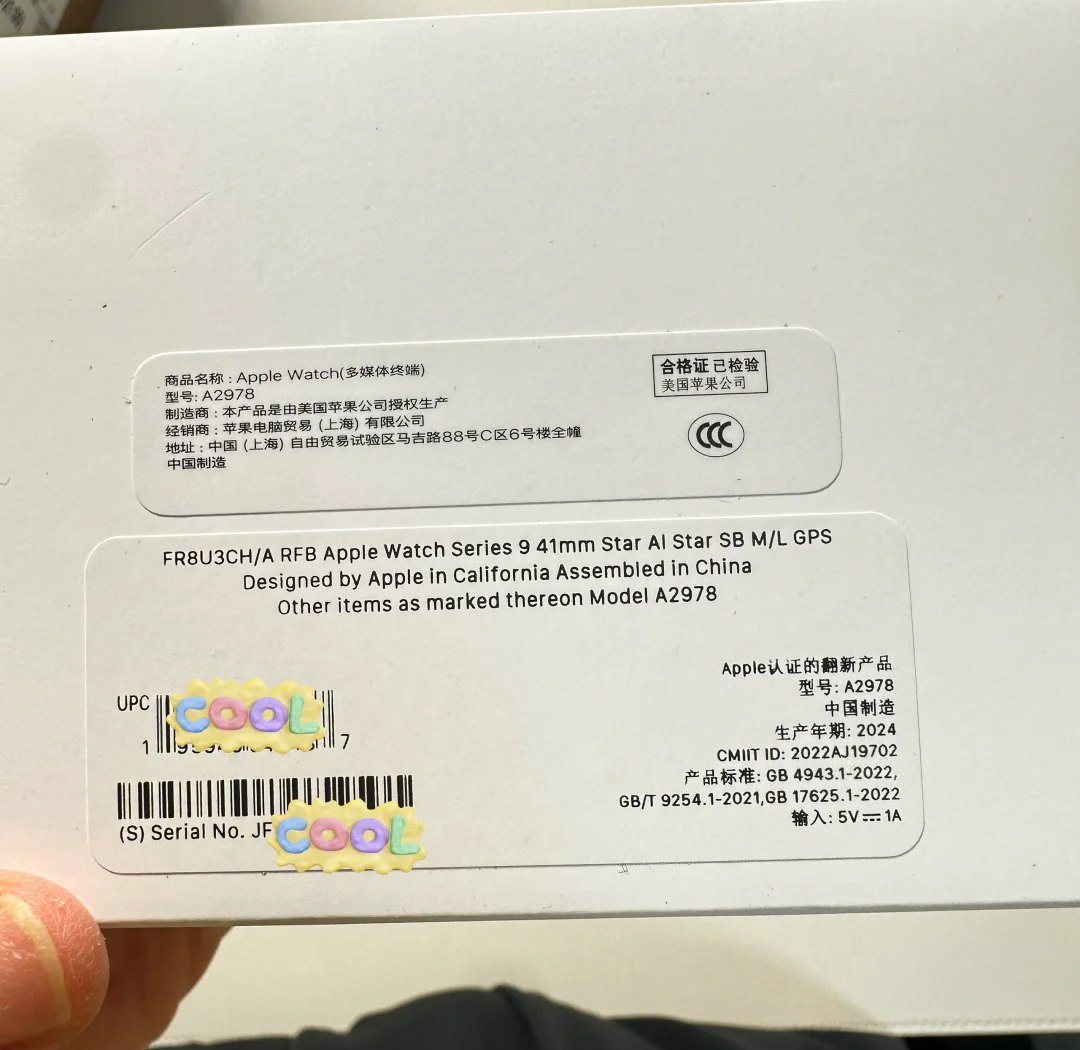 商品名称：Apple Watch(多媒体终端)
型号: A2978
制造商：本产品是由美国苹果公司授权生产
经销商：苹果电脑贸易 (上海) 有限公司
地址：中国 (上海) 自由贸易试验区马吉路88号C区6号楼全幢
中国制造
合格证 已检验
美国苹果公司
CCC
FR8U3CH/A RFB Apple Watch Series 9 41mm Star Al Star SB M/L GPS
Designed by Apple in California Assembled in China
Other items as marked thereon Model A2978
UPC
COOL
1 7
(S) Serial No. JF
COOL
Apple认证的翻新产品
型号: A2978
中国制造
生产年期: 2024
CMIIT ID: 2022AJ19702
产品标准: GB 4943.1-2022,
GB/T 9254.1-2021,GB 17625.1-2022
输入: 5V⎓1A